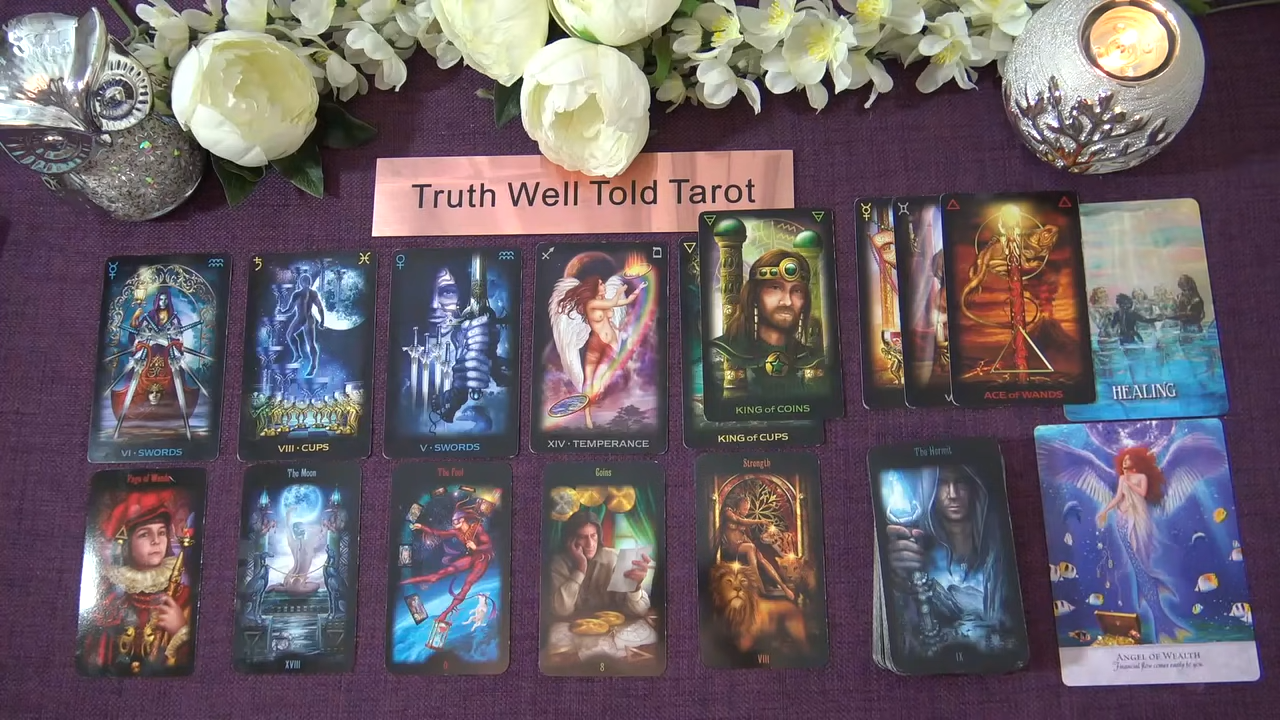 Truth Well Told Tarot
VI · SWORDS
VIII · CUPS
V · SWORDS
XIV · TEMPERANCE
KING of COINS
KING of CUPS
ACE of WANDS
HEALING
Page of Wands
The Moon
XVIII
The Fool
0
Coins
8
Strength
VIII
The Hermit
IX
ANGEL OF WEALTH
Financial flow comes easily to you.